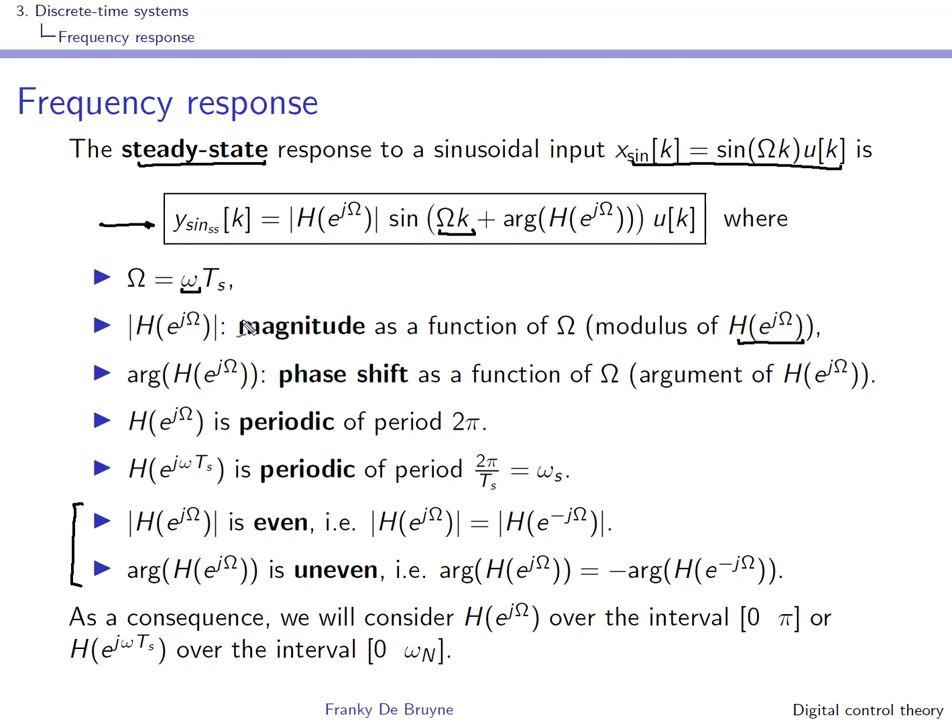 3. Discrete-time systems
Frequency response
Frequency response
The steady-state response to a sinusoidal input x_sin[k] = sin(Ωk)u[k] is
y_sin_ss[k] = |H(e^{jΩ})| sin (Ωk + arg(H(e^{jΩ}))) u[k] where
▶ Ω = ωT_s,
▶ |H(e^{jΩ})|: magnitude as a function of Ω (modulus of H(e^{jΩ})),
▶ arg(H(e^{jΩ})): phase shift as a function of Ω (argument of H(e^{jΩ})).
▶ H(e^{jΩ}) is periodic of period 2π.
▶ H(e^{jωT_s}) is periodic of period 2π/T_s = ω_s.
▶ |H(e^{jΩ})| is even, i.e. |H(e^{jΩ})| = |H(e^{−jΩ})|.
▶ arg(H(e^{jΩ})) is uneven, i.e. arg(H(e^{jΩ})) = −arg(H(e^{−jΩ})).
As a consequence, we will consider H(e^{jΩ}) over the interval [0 π] or
H(e^{jωT_s}) over the interval [0 ω_N].
Franky De Bruyne Digital control theory